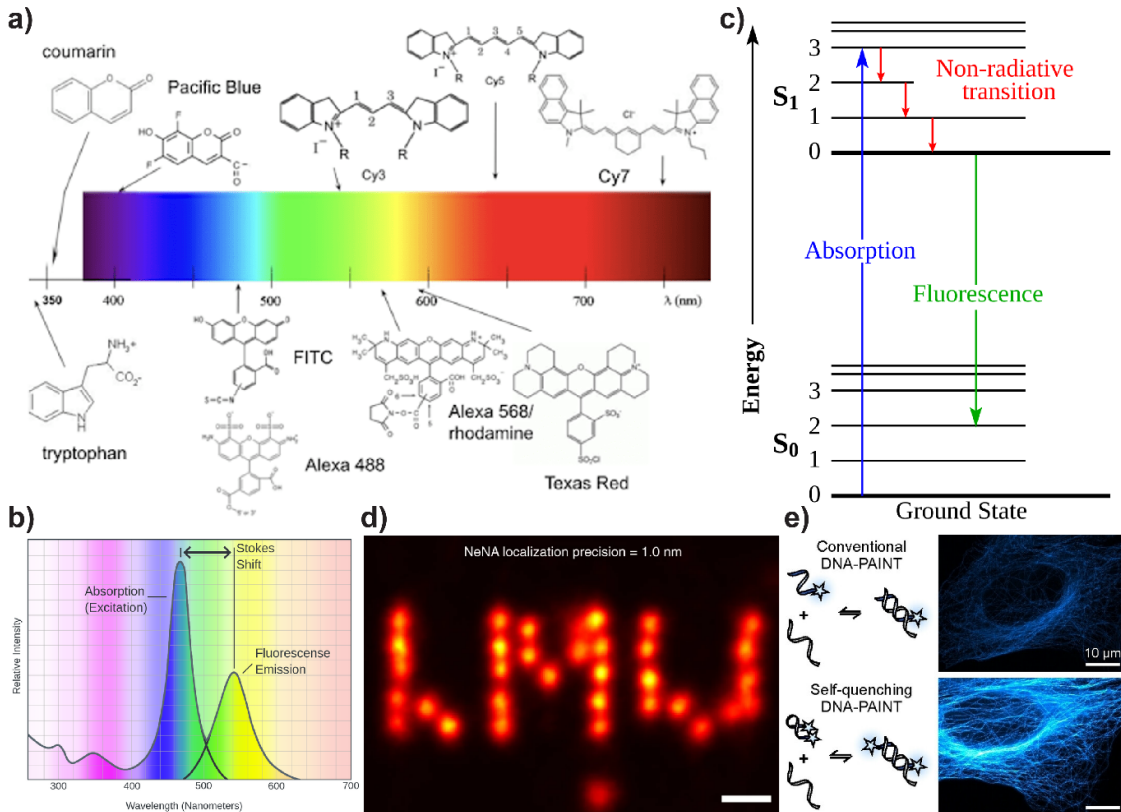 a)
coumarin
Pacific Blue
Cy3
Cy5
Cy7
350
400
500
600
700
λ (nm)
tryptophan
FITC
Alexa 488
Alexa 568/
rhodamine
Texas Red
b)
Stokes
Shift
Absorption
(Excitation)
Fluorescense
Emission
Relative Intensity
300
400
500
600
700
Wavelength (Nanometers)
c)
Energy
S1
3
2
1
0
Non-radiative
transition
Absorption
Fluorescence
S0
3
2
1
0
Ground State
d)
NeNA localization precision = 1.0 nm
LMU
e)
Conventional
DNA-PAINT
+
10 µm
Self-quenching
DNA-PAINT
+